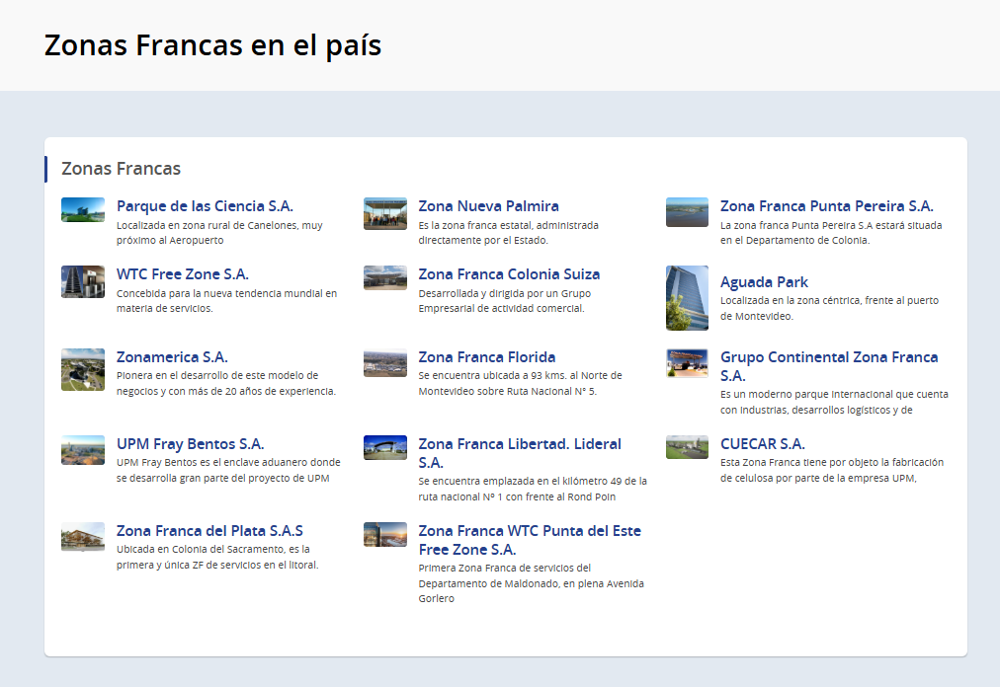 Zonas Francas en el país
Zonas Francas
Parque de las Ciencia S.A.
Localizada en zona rural de Canelones, muy
próximo al Aeropuerto
Zona Nueva Palmira
Es la zona franca estatal, administrada
directamente por el Estado.
Zona Franca Punta Pereira S.A.
La zona franca Punta Pereira S.A estará situada
en el Departamento de Colonia.
WTC Free Zone S.A.
Concebida para la nueva tendencia mundial en
materia de servicios.
Zona Franca Colonia Suiza
Desarrollada y dirigida por un Grupo
Empresarial de actividad comercial.
Aguada Park
Localizada en la zona céntrica, frente al puerto
de Montevideo.
Zonamerica S.A.
Pionera en el desarrollo de este modelo de
negocios y con más de 20 años de experiencia.
Zona Franca Florida
Se encuentra ubicada a 93 kms. al Norte de
Montevideo sobre Ruta Nacional N° 5.
Grupo Continental Zona Franca
S.A.
Es un moderno parque internacional que cuenta
con industrias, desarrollos logísticos y de
UPM Fray Bentos S.A.
UPM Fray Bentos es el enclave aduanero donde
se desarrolla gran parte del proyecto de UPM
Zona Franca Libertad. Lideral
S.A.
Se encuentra emplazada en el kilómetro 49 de la
ruta nacional Nº 1 con frente al Rond Poin
CUECAR S.A.
Esta Zona Franca tiene por objeto la fabricación
de celulosa por parte de la empresa UPM,
Zona Franca del Plata S.A.S
Ubicada en Colonia del Sacramento, es la
primera y única ZF de servicios en el litoral.
Zona Franca WTC Punta del Este
Free Zone S.A.
Primera Zona Franca de servicios del
Departamento de Maldonado, en plena Avenida
Gorlero